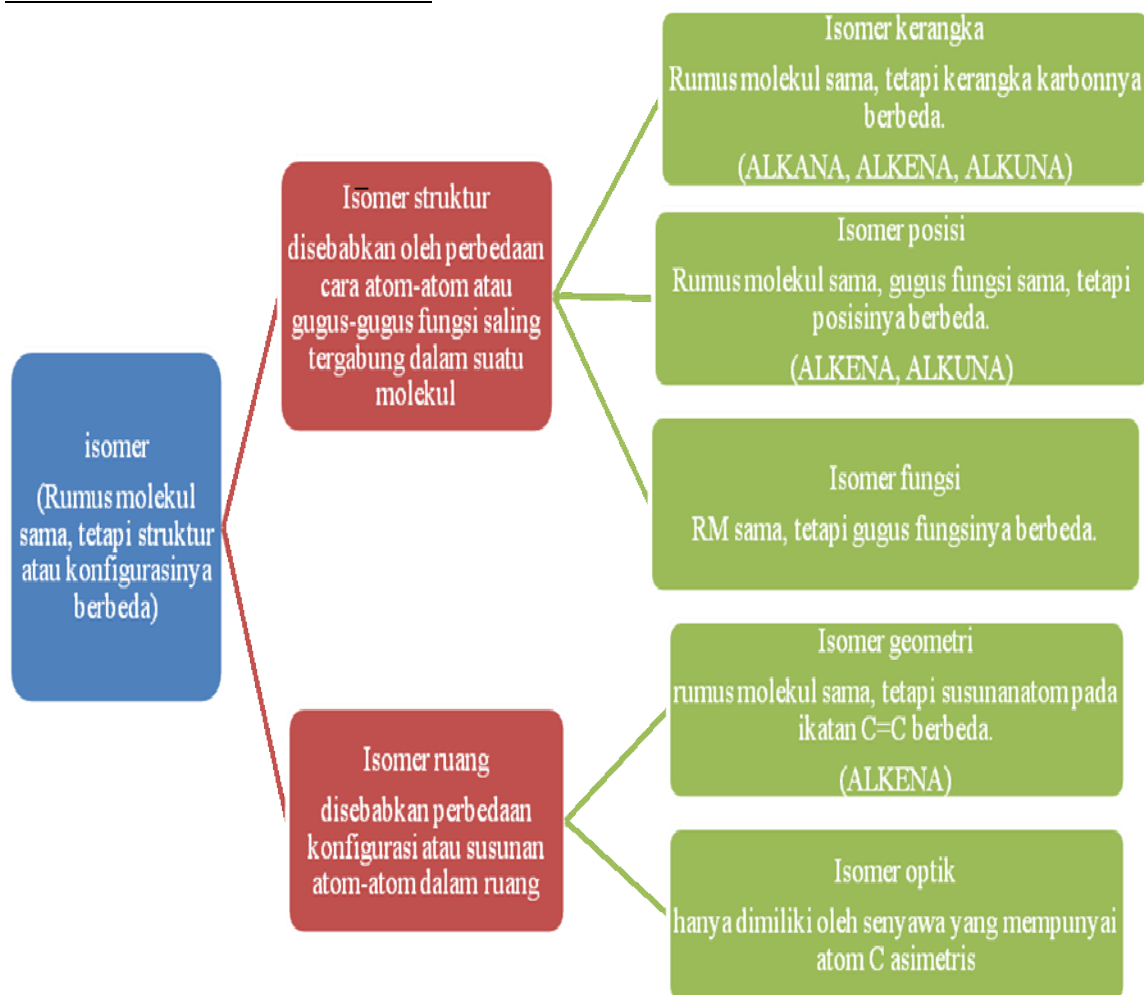 isomer
(Rumus molekul
sama, tetapi struktur
atau konfigurasinya
berbeda)
Isomer struktur
disebabkan oleh perbedaan
cara atom-atom atau
gugus-gugus fungsi saling
tergabung dalam suatu
molekul
Isomer kerangka
Rumus molekul sama, tetapi kerangka karbonnya
berbeda.
(ALKANA, ALKENA, ALKUNA)
Isomer posisi
Rumus molekul sama, gugus fungsi sama, tetapi
posisinya berbeda.
(ALKENA, ALKUNA)
Isomer fungsi
RM sama, tetapi gugus fungsinya berbeda.
Isomer ruang
disebabkan perbedaan
konfigurasi atau susunan
atom-atom dalam ruang
Isomer geometri
rumus molekul sama, tetapi susunanatom pada
ikatan C=C berbeda.
(ALKENA)
Isomer optik
hanya dimiliki oleh senyawa yang mempunyai
atom C asimetris